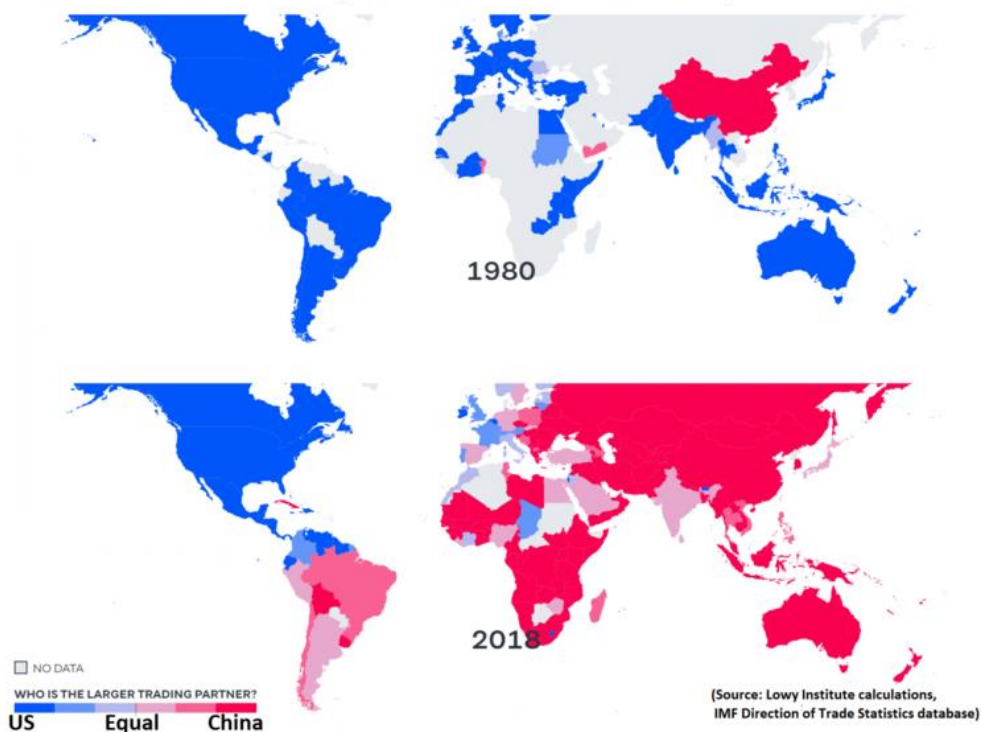 1980
2018
NO DATA
WHO IS THE LARGER TRADING PARTNER?
US Equal China
(Source: Lowy Institute calculations,
IMF Direction of Trade Statistics database)